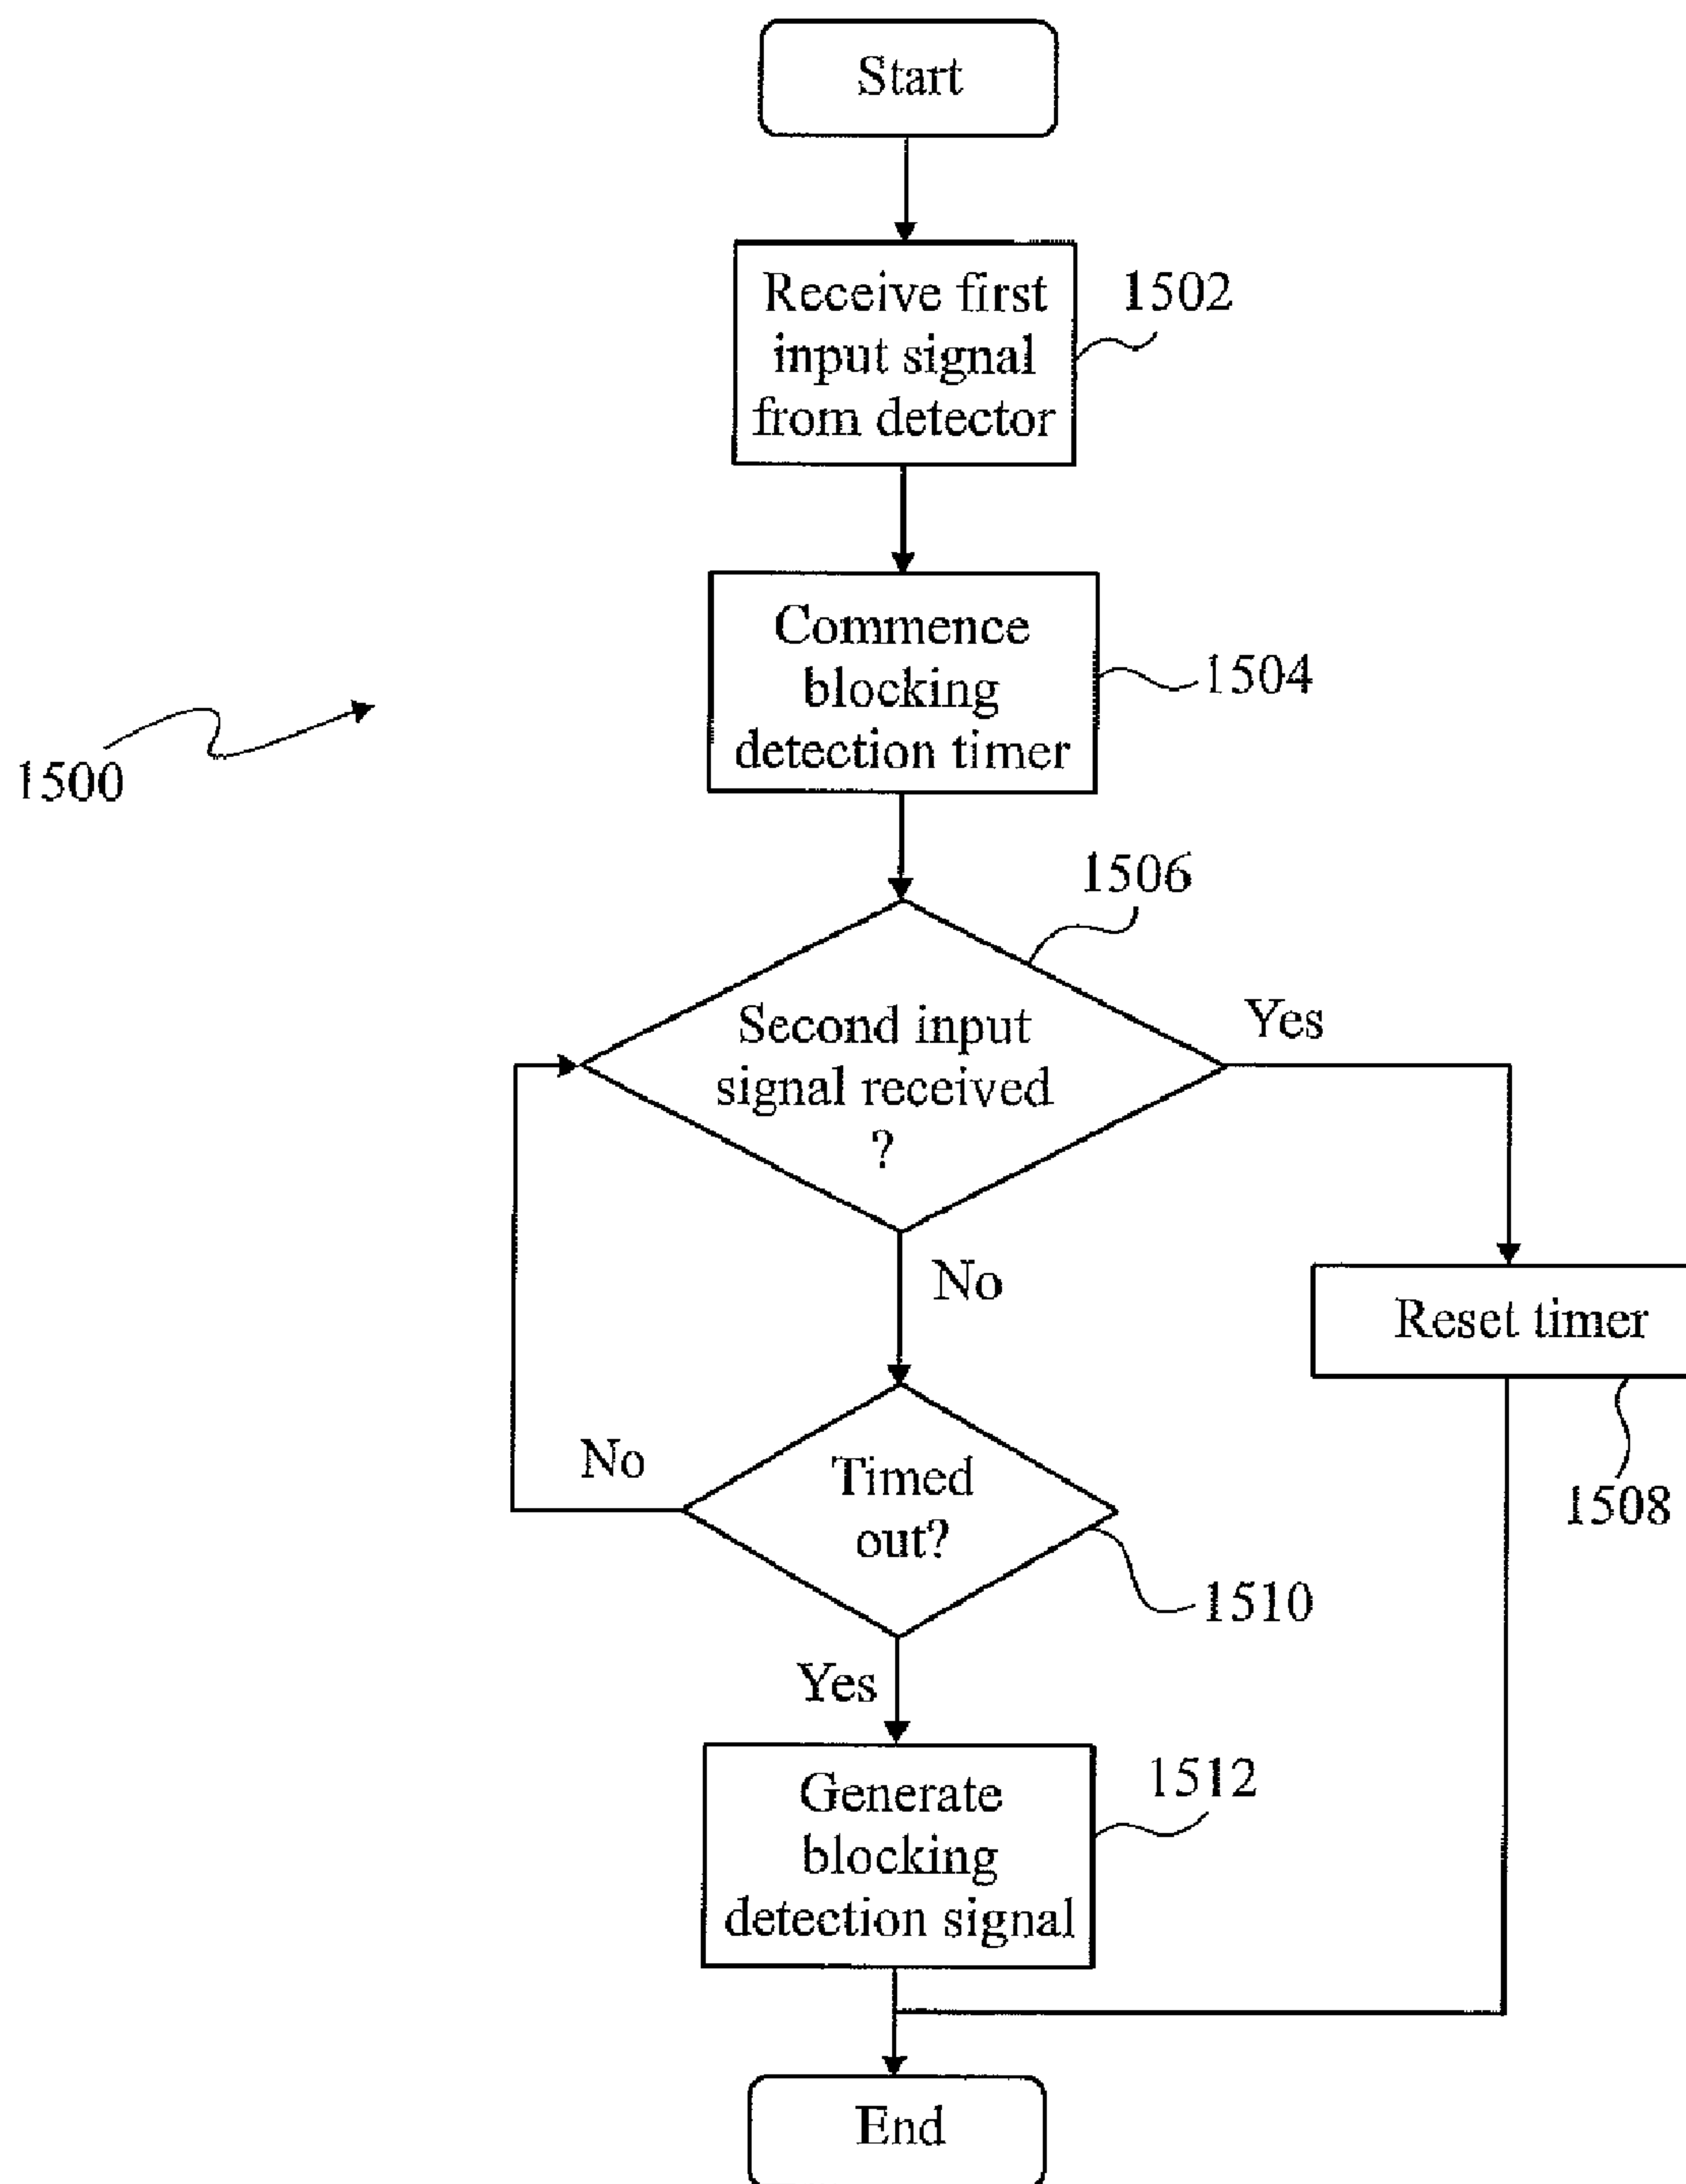 Start
Receive first
input signal
from detector
1502
Commence
blocking
detection timer
1504
1500
1506
Second input
signal received
?
Yes
No
Reset timer
1508
Timed
out?
No
1510
Yes
Generate
blocking
detection signal
1512
End